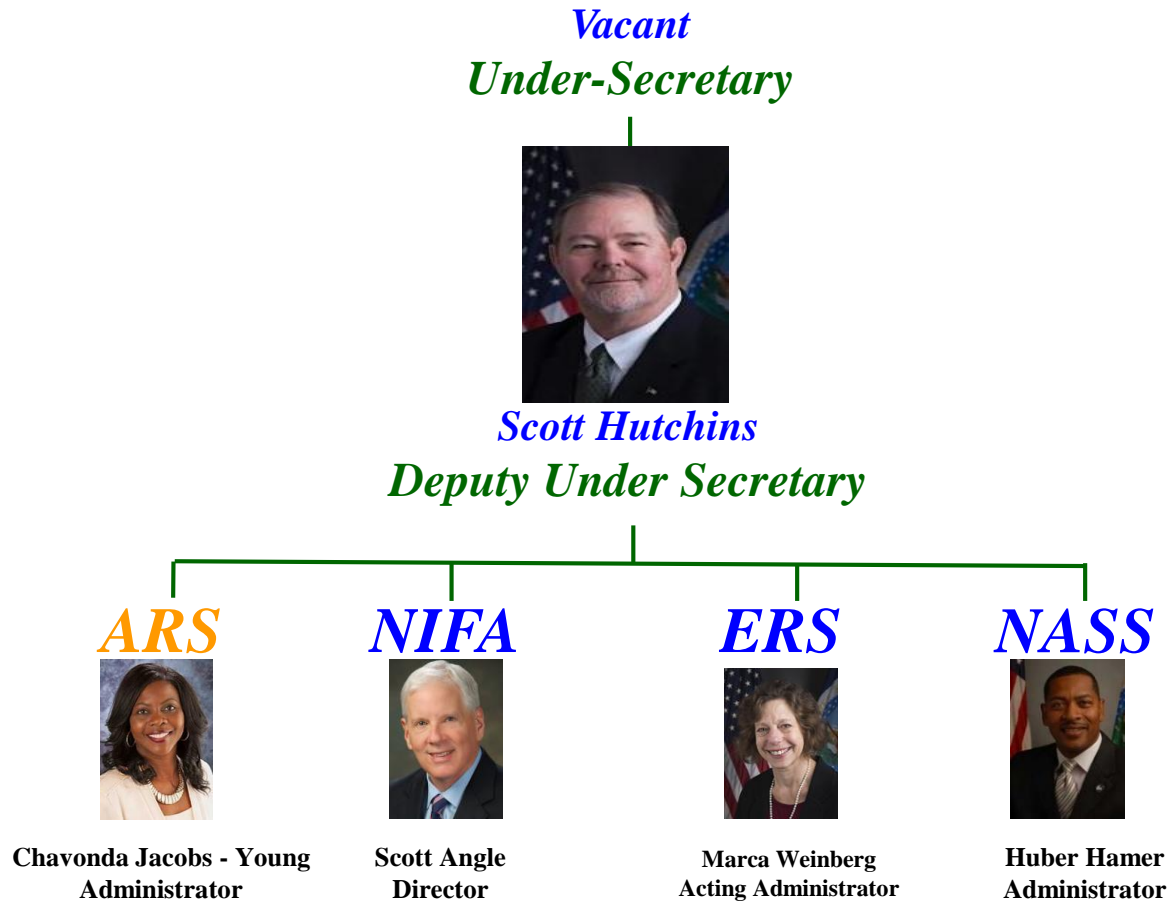 Vacant
Under-Secretary
Scott Hutchins
Deputy Under Secretary
ARS
NIFA
ERS
NASS
Chavonda Jacobs - Young
Administrator
Scott Angle
Director
Marca Weinberg
Acting Administrator
Huber Hamer
Administrator